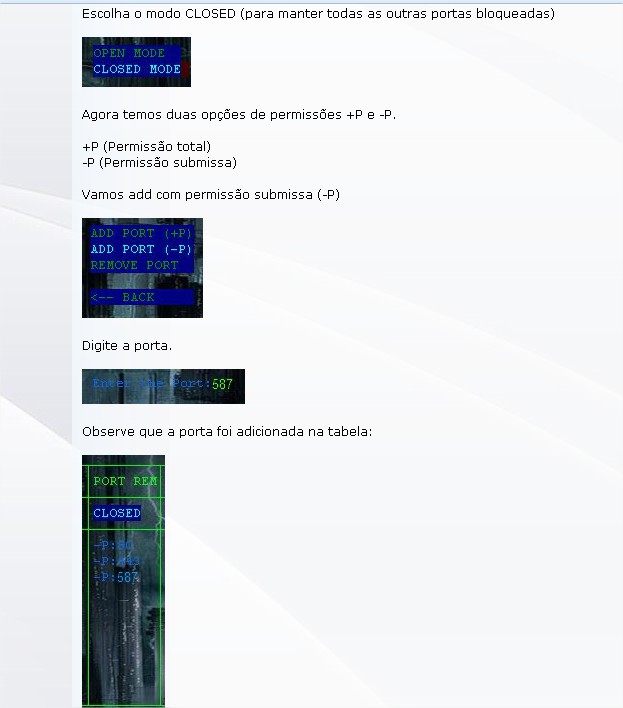 Escolha o modo CLOSED (para manter todas as outras portas bloqueadas)
OPEN MODE
CLOSED MODE
Agora temos duas opções de permissões +P e -P.
+P (Permissão total)
-P (Permissão submissa)
Vamos add com permissão submissa (-P)
ADD PORT (+P)
ADD PORT (-P)
REMOVE PORT
<-- BACK
Digite a porta.
Enter the Port:587
Observe que a porta foi adicionada na tabela:
PORT REM
CLOSED
-P:80
-P:
-P:587